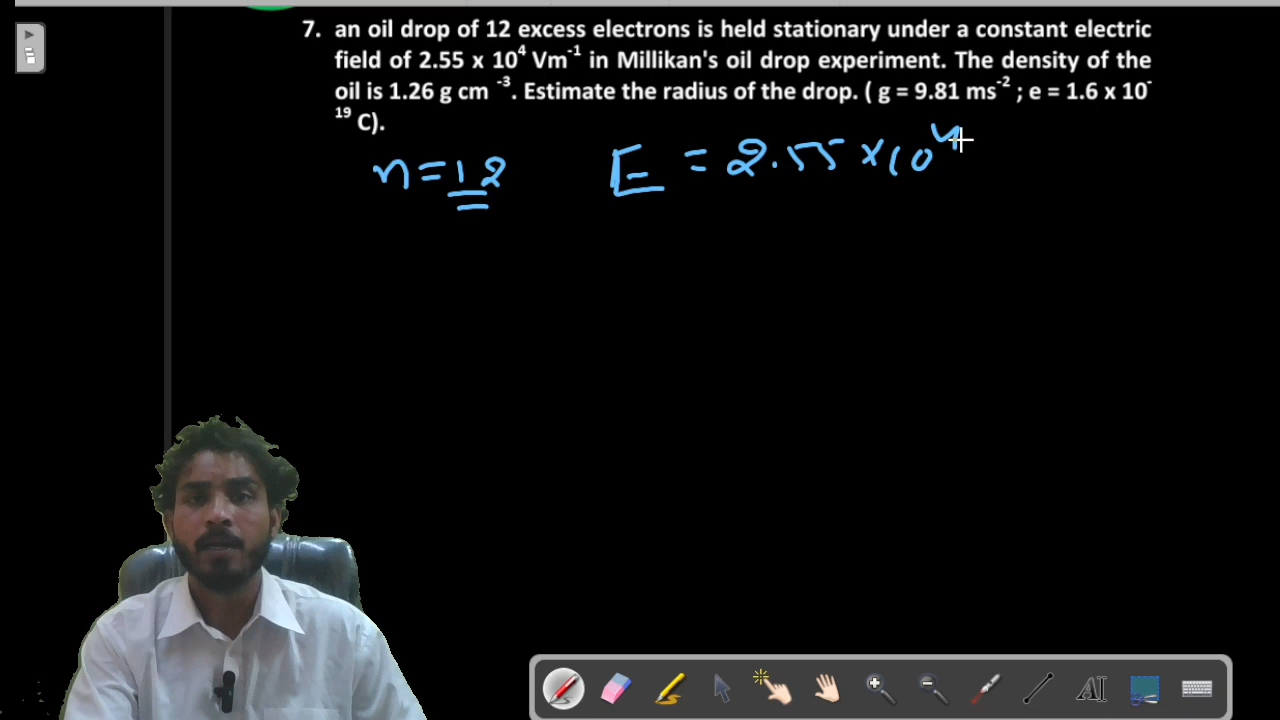 7. an oil drop of 12 excess electrons is held stationary under a constant electric
field of 2.55 x 10⁴ Vm⁻¹ in Millikan's oil drop experiment. The density of the
oil is 1.26 g cm ⁻³. Estimate the radius of the drop. ( g = 9.81 ms⁻² ; e = 1.6 x 10⁻
¹⁹ C).
n = 12 E = 2.55 × 10⁴
AI